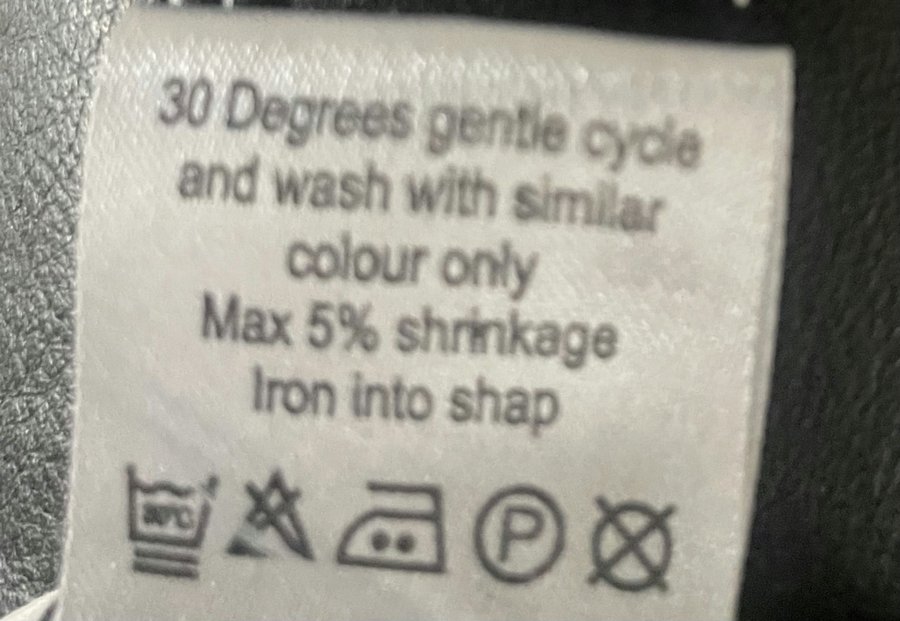 30 Degrees gentle cycle
and wash with similar
colour only
Max 5% shrinkage
Iron into shap
P